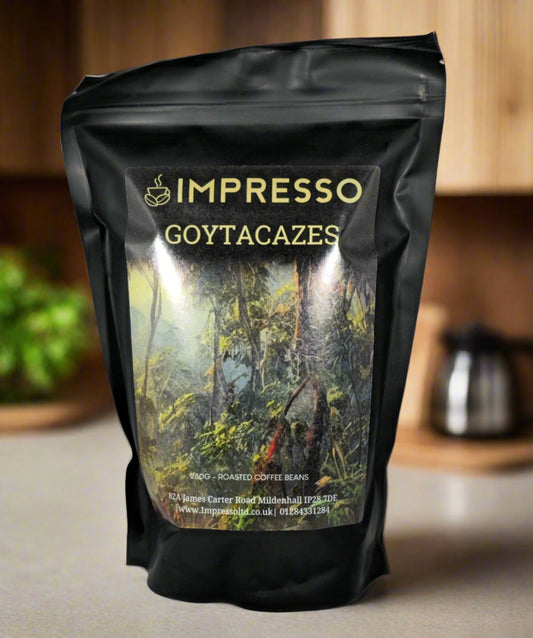 IMPRESSO
GOYTACAZES
- ROASTED COFFEE BEANS
82A James Carter Road Mildenhall IP28 7DE
|www.Impressoltd.co.uk| 01284331284